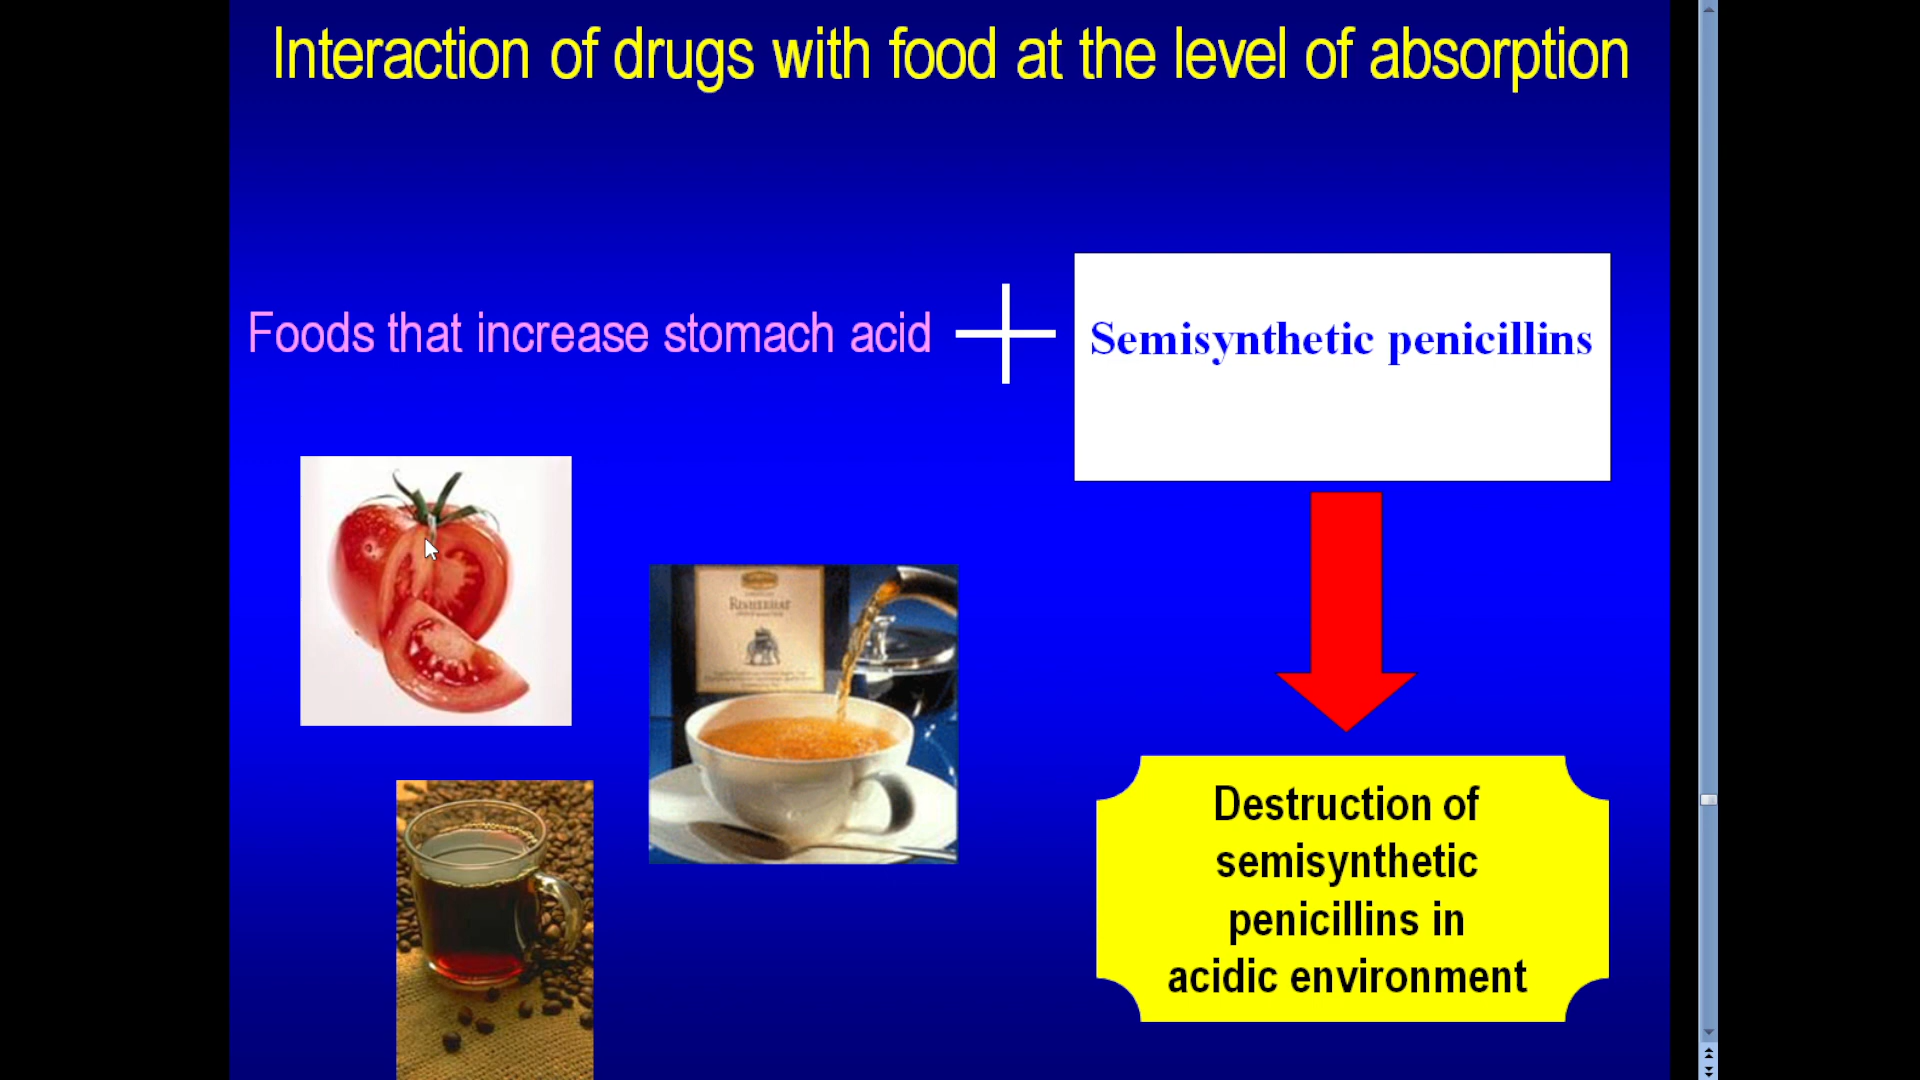 Interaction of drugs with food at the level of absorption
Foods that increase stomach acid
Semisynthetic penicillins
Destruction of
semisynthetic
penicillins in
acidic environment